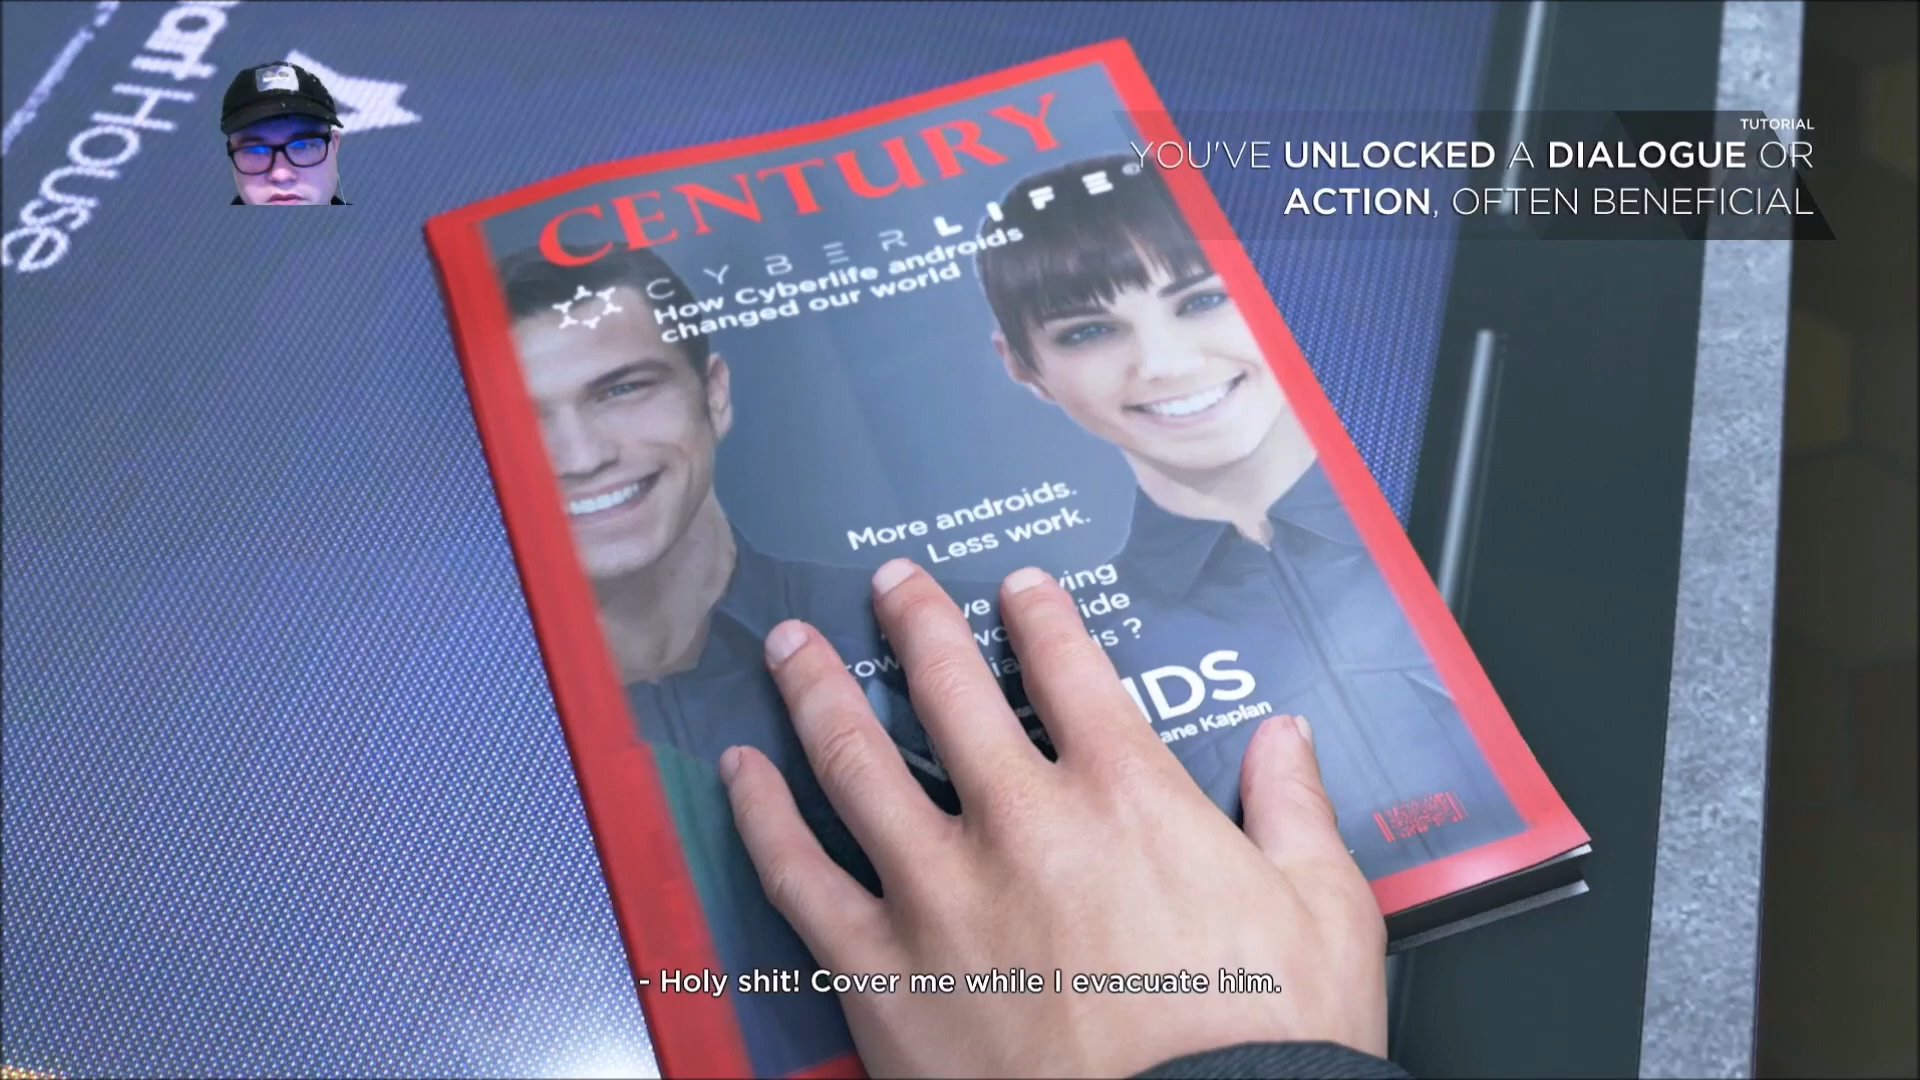 House
CENTURY
CYBERLIFE
How Cyberlife androids
changed our world
TUTORIAL
YOU'VE UNLOCKED A DIALOGUE OR
ACTION, OFTEN BENEFICIAL
More androids.
Less work.
Kaplan
- Holy shit! Cover me while I evacuate him.